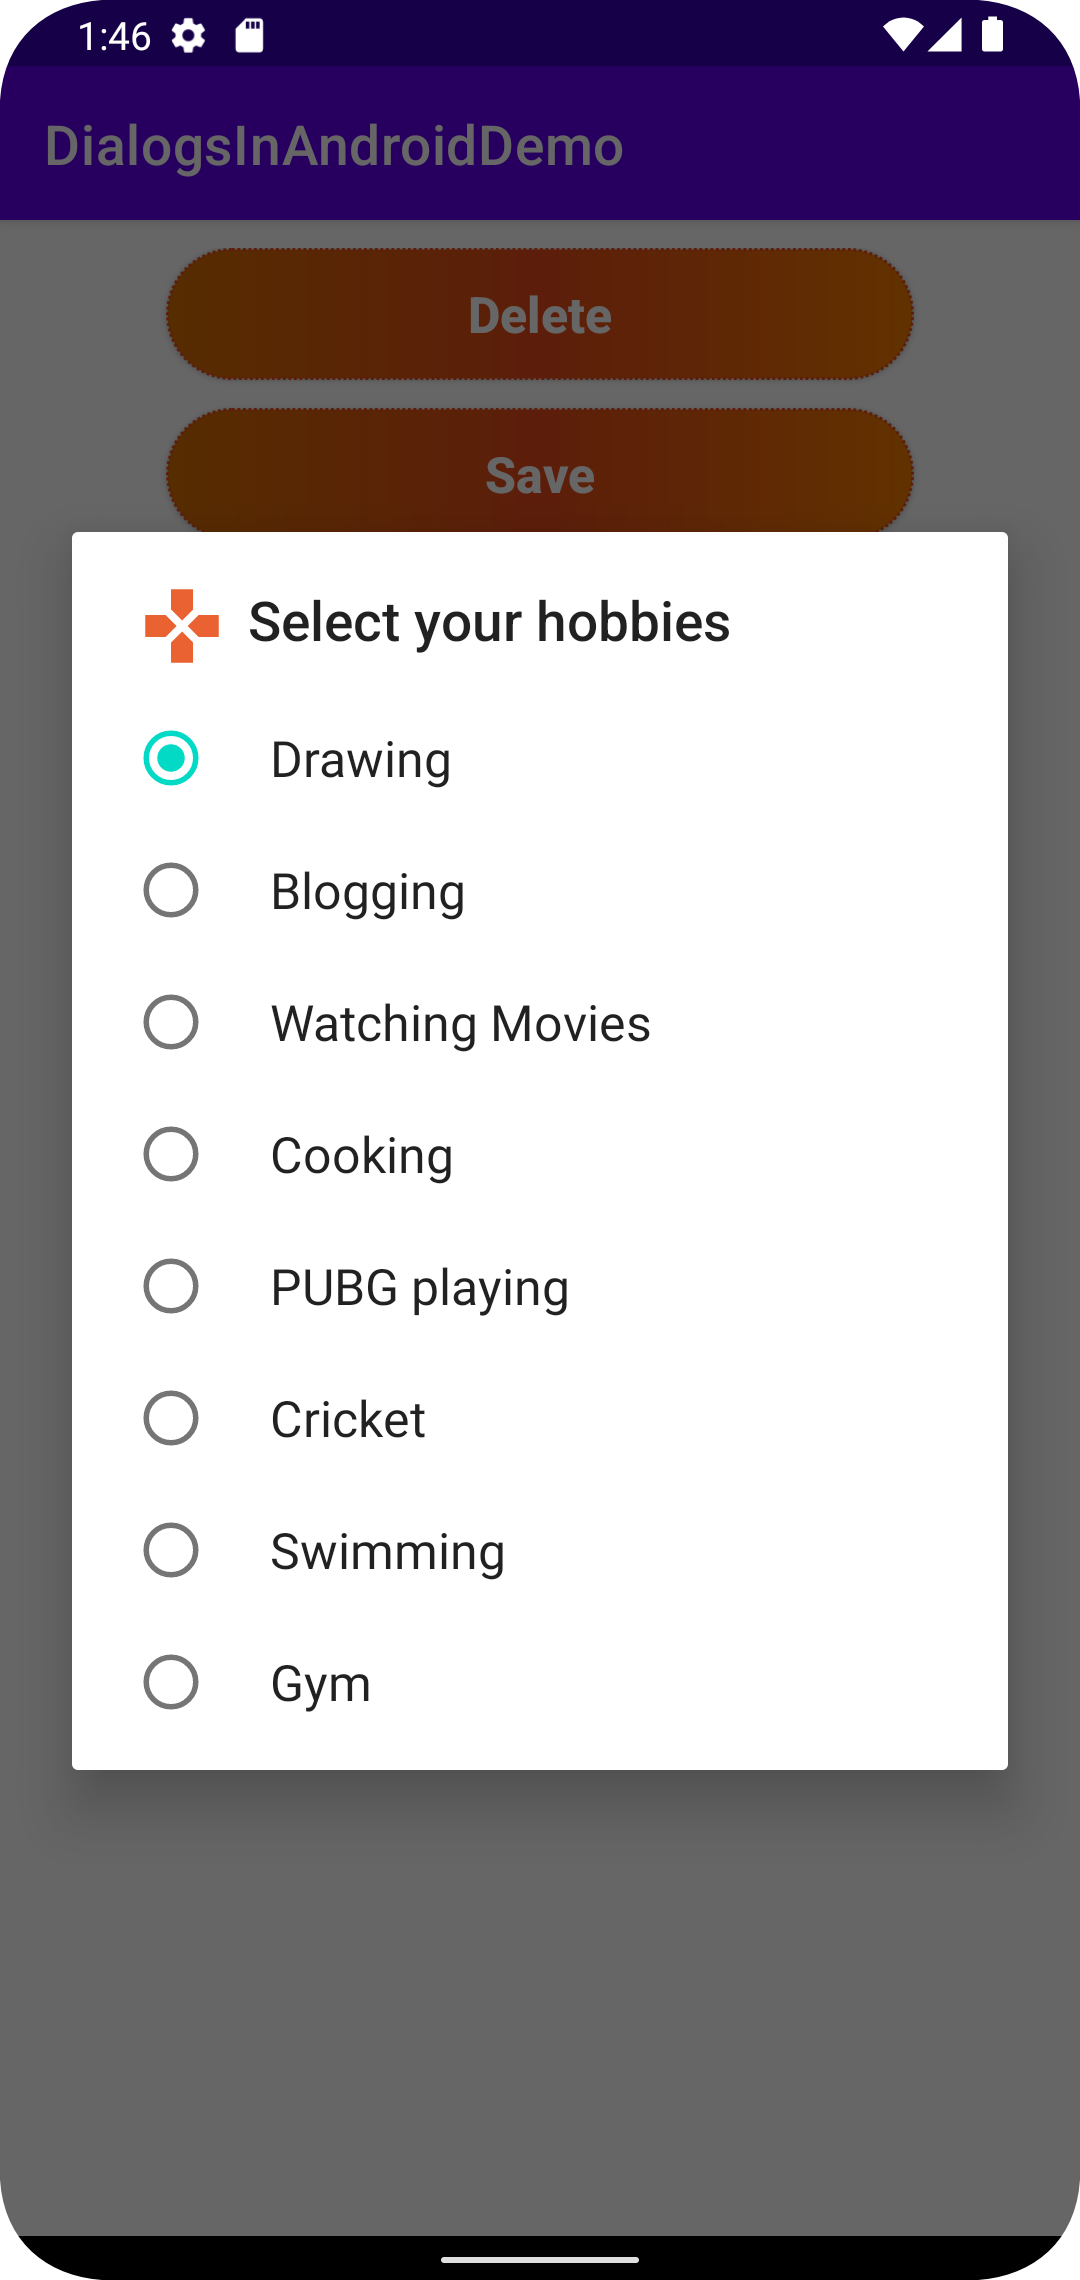 1:46
DialogsInAndroidDemo
Delete
Save
Select your hobbies
Drawing
Blogging
Watching Movies
Cooking
PUBG playing
Cricket
Swimming
Gym